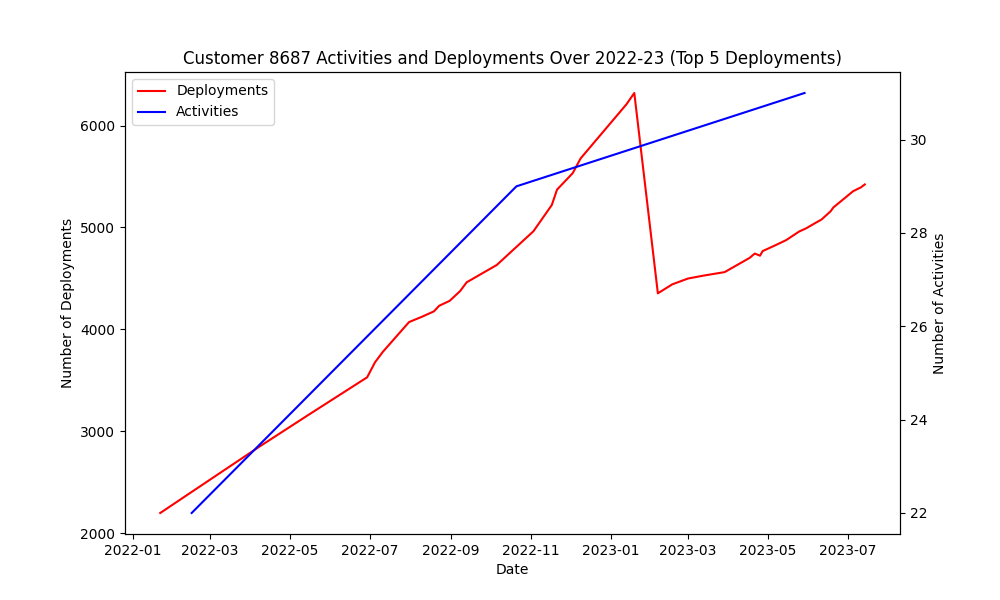 Customer 8687 Activities and Deployments Over 2022-23 (Top 5 Deployments)
Deployments
Activities
Number of Deployments
6000
5000
4000
3000
2000
Number of Activities
30
28
26
24
22
2022-01 2022-03 2022-05 2022-07 2022-09 2022-11 2023-01 2023-03 2023-05 2023-07
Date